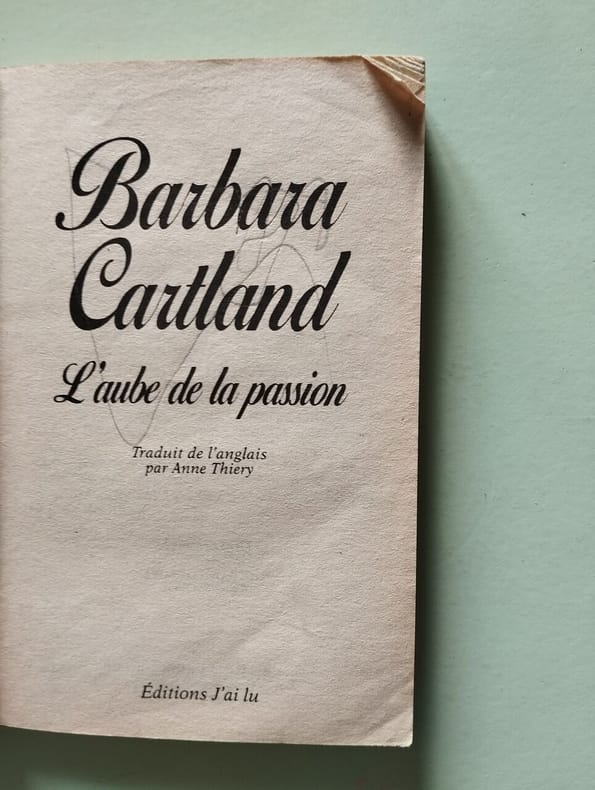 Barbara
Cartland
L'aube de la passion
Traduit de l'anglais
par Anne Thiery
Éditions J'ai lu